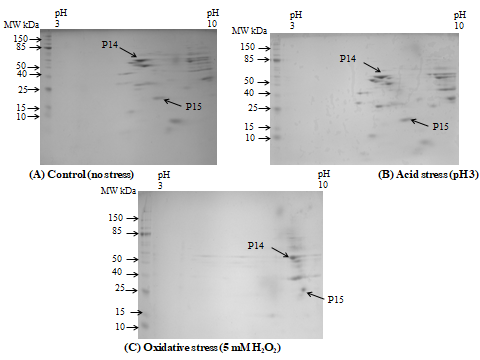 pH pH
3 10
MW kDa
150
85
50
40
25
15
10
P14
P15
(A) Control (no stress)
pH pH
3 10
MW kDa
150
85
50
40
25
15
10
P14
P15
(B) Acid stress (pH 3)
pH pH
3 10
MW kDa
150
85
50
40
25
15
10
P14
P15
(C) Oxidative stress (5 mM H₂O₂)